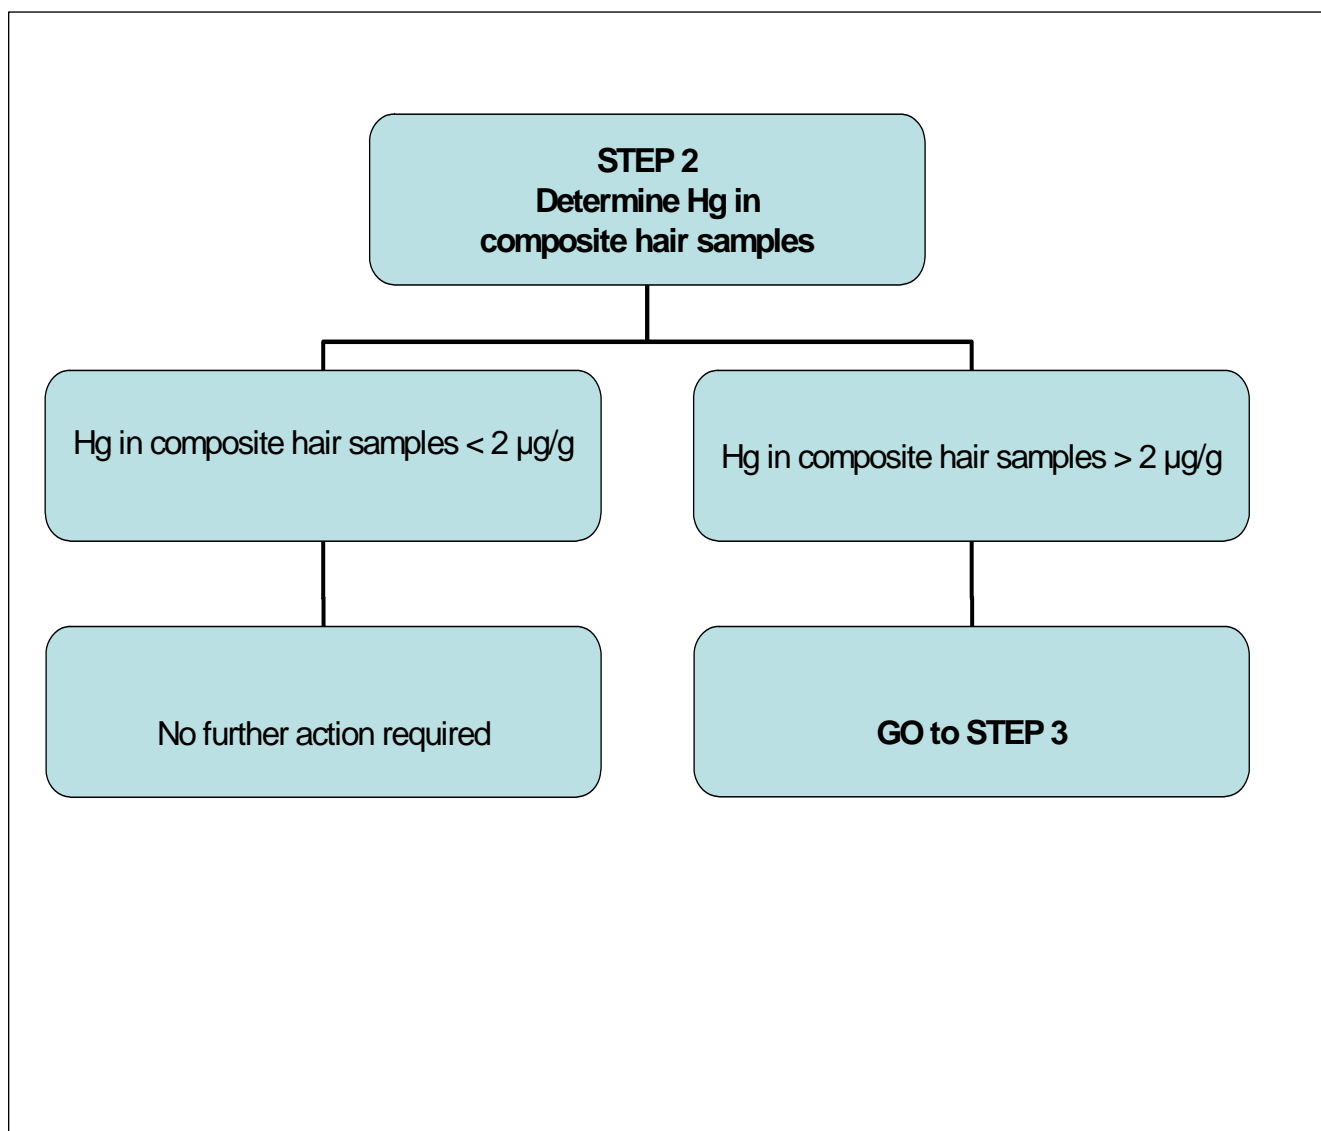 STEP 2
Determine Hg in
composite hair samples
Hg in composite hair samples < 2 µg/g
Hg in composite hair samples > 2 µg/g
No further action required
GO to STEP 3